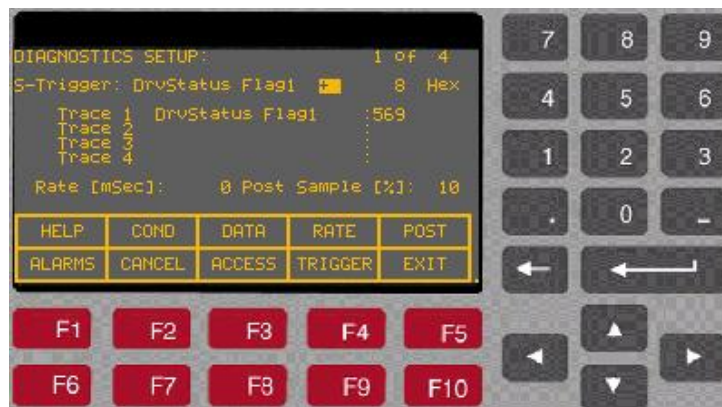 DIAGNOSTICS SETUP: 1 of 4
S-Trigger: DrvStatus Flag1 + 8 Hex
Trace 1 DrvStatus Flag1 :569
Trace 2 :
Trace 3 :
Trace 4 :
Rate [mSec]: 0 Post Sample [%]: 10
HELP COND DATA RATE POST
ALARMS CANCEL ACCESS TRIGGER EXIT
F1 F2 F3 F4 F5
F6 F7 F8 F9 F10
7 8 9
4 5 6
1 2 3
. 0 -